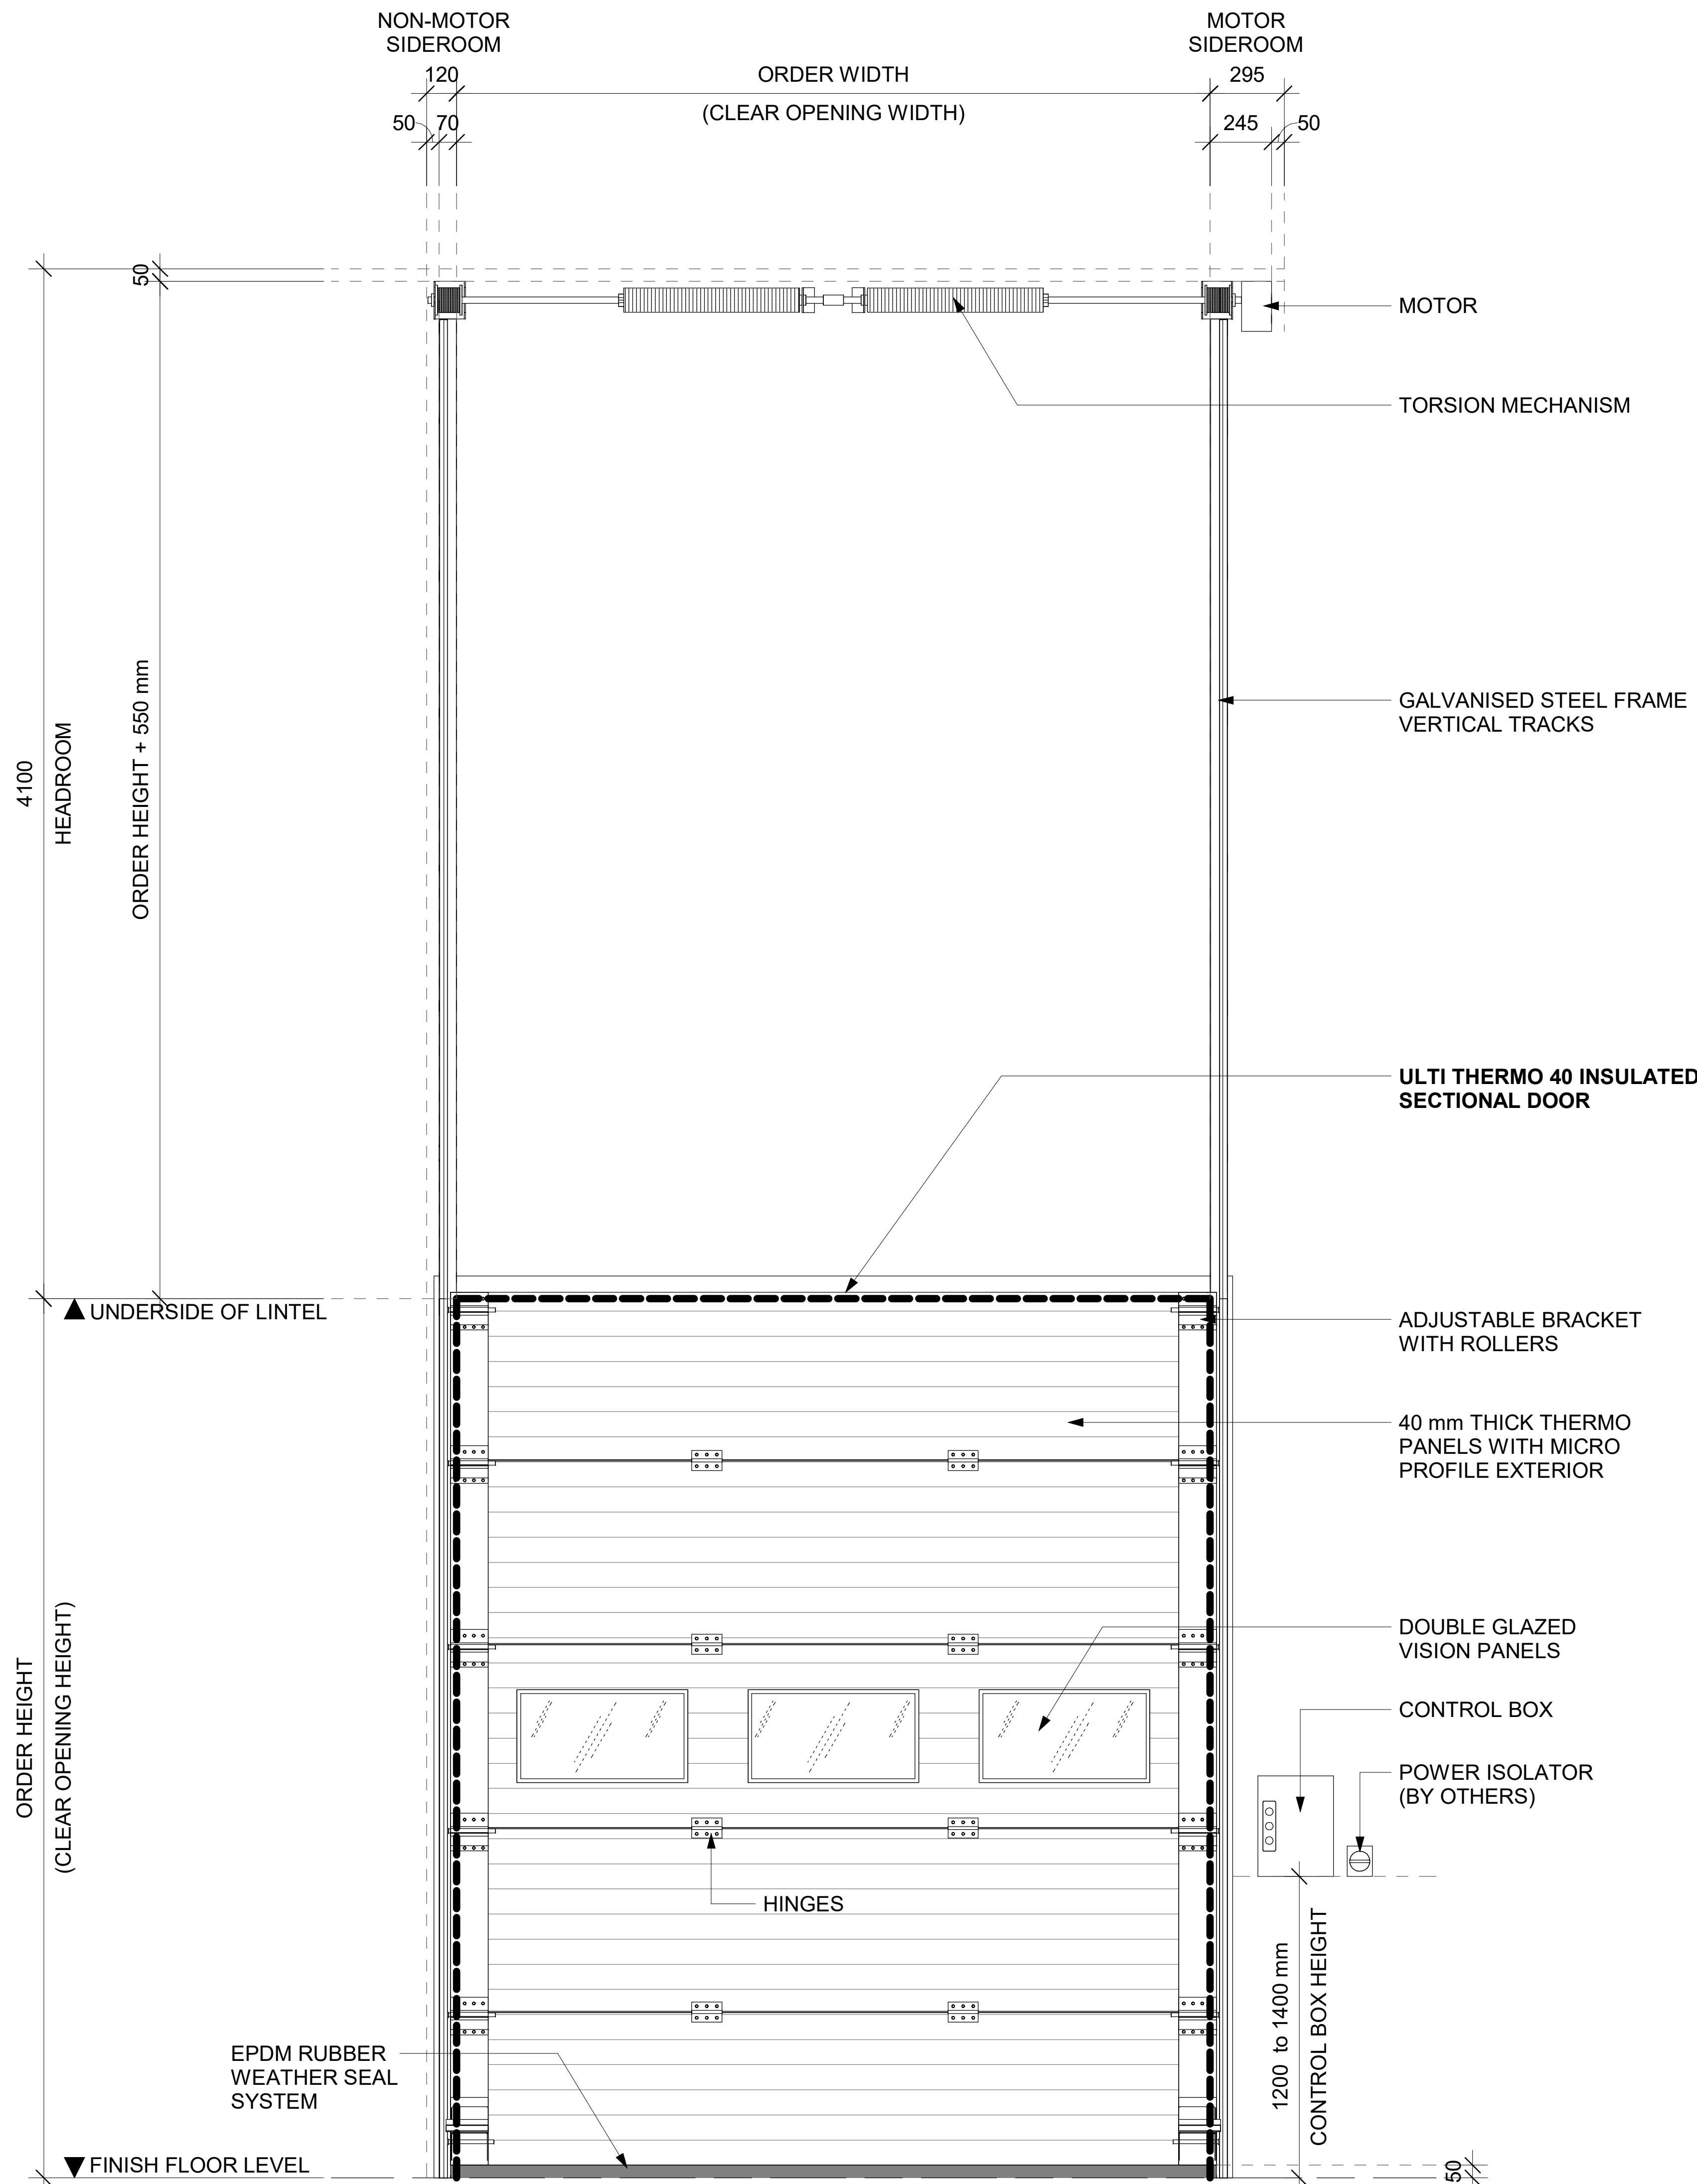 NON-MOTOR
SIDEROOM
MOTOR
SIDEROOM
120
ORDER WIDTH
295
(CLEAR OPENING WIDTH)
50
70
245
50
50
MOTOR
TORSION MECHANISM
ORDER HEIGHT + 550 mm
GALVANISED STEEL FRAME
VERTICAL TRACKS
4100
HEADROOM
ULTI THERMO 40 INSULATED
SECTIONAL DOOR
UNDERSIDE OF LINTEL
ADJUSTABLE BRACKET
WITH ROLLERS
40 mm THICK THERMO
PANELS WITH MICRO
PROFILE EXTERIOR
DOUBLE GLAZED
VISION PANELS
ORDER HEIGHT
(CLEAR OPENING HEIGHT)
CONTROL BOX
POWER ISOLATOR
(BY OTHERS)
HINGES
1200 to 1400 mm
CONTROL BOX HEIGHT
EPDM RUBBER
WEATHER SEAL
SYSTEM
FINISH FLOOR LEVEL
50